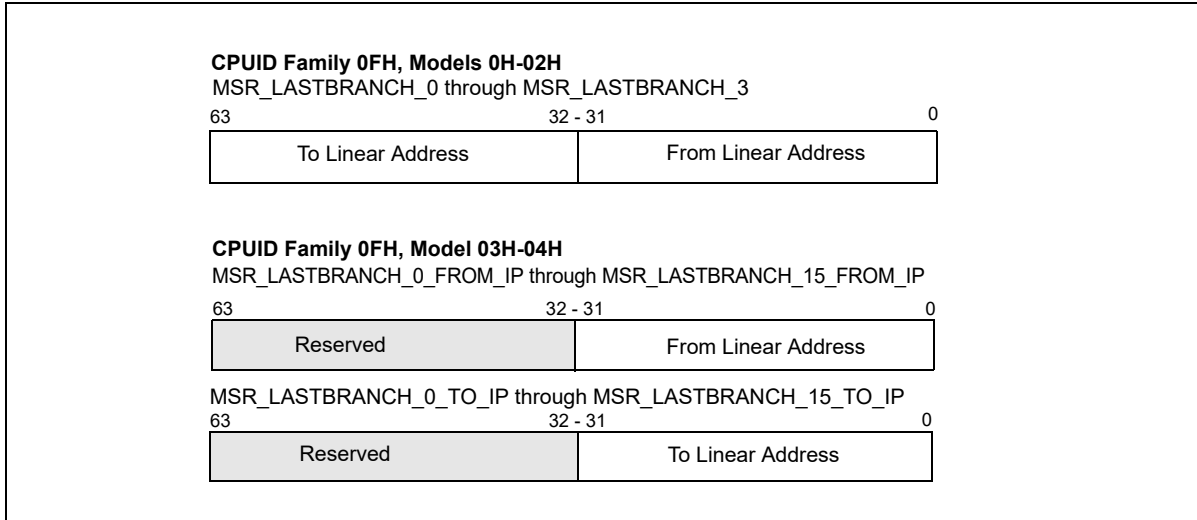 CPUID Family 0FH, Models 0H-02H
MSR_LASTBRANCH_0 through MSR_LASTBRANCH_3
63 32 - 31 0
To Linear Address From Linear Address
CPUID Family 0FH, Model 03H-04H
MSR_LASTBRANCH_0_FROM_IP through MSR_LASTBRANCH_15_FROM_IP
63 32 - 31 0
Reserved From Linear Address
MSR_LASTBRANCH_0_TO_IP through MSR_LASTBRANCH_15_TO_IP
63 32 - 31 0
Reserved To Linear Address